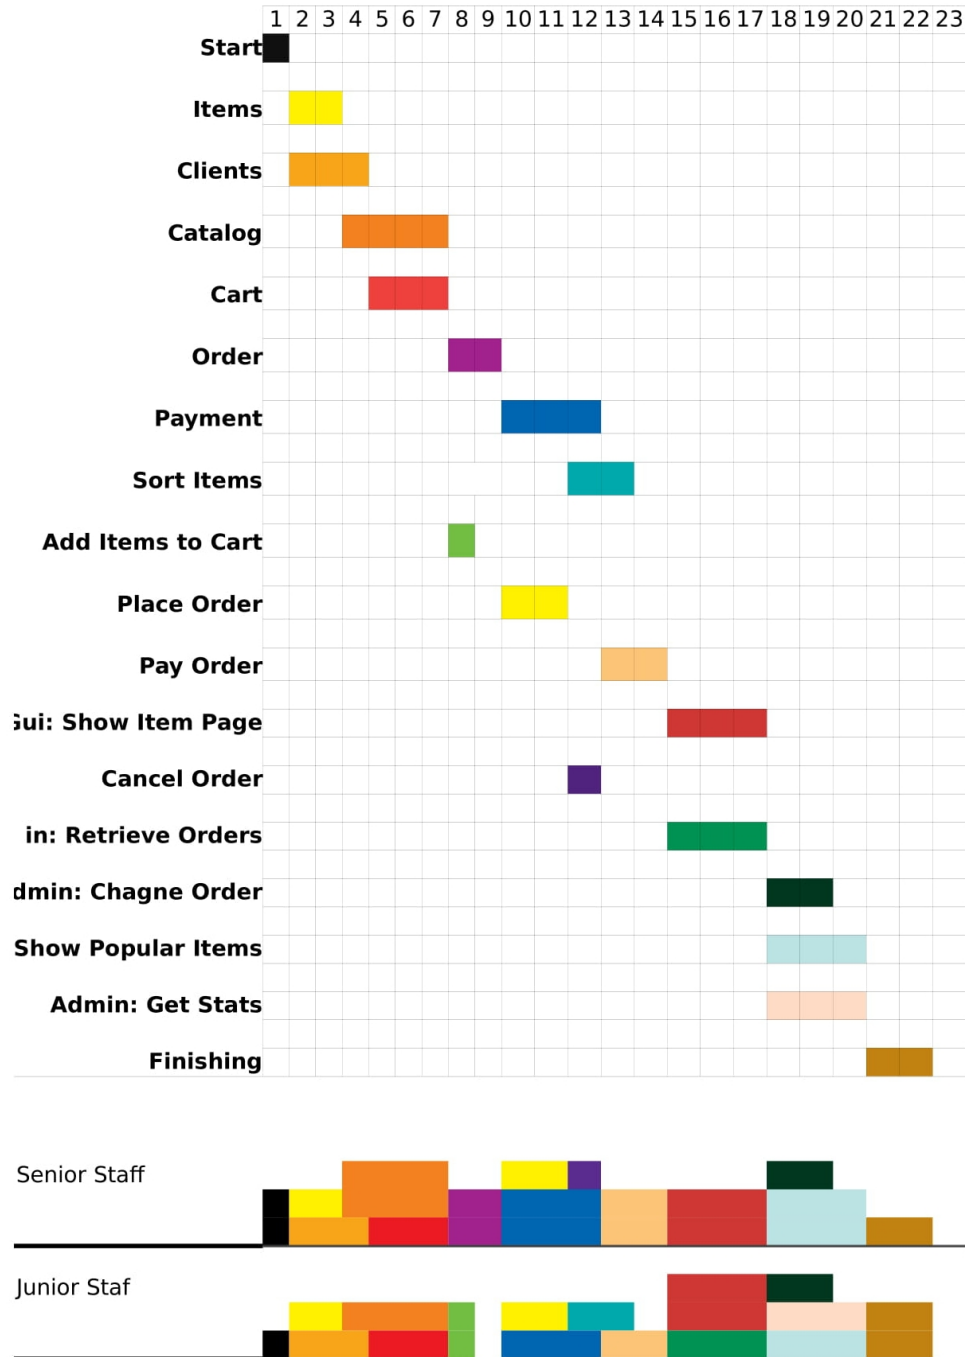 1 2 3 4 5 6 7 8 9 10 11 12 13 14 15 16 17 18 19 20 21 22 23
Start
Items
Clients
Catalog
Cart
Order
Payment
Sort Items
Add Items to Cart
Place Order
Pay Order
Gui: Show Item Page
Cancel Order
in: Retrieve Orders
dmin: Chagne Order
Show Popular Items
Admin: Get Stats
Finishing
Senior Staff
Junior Staf